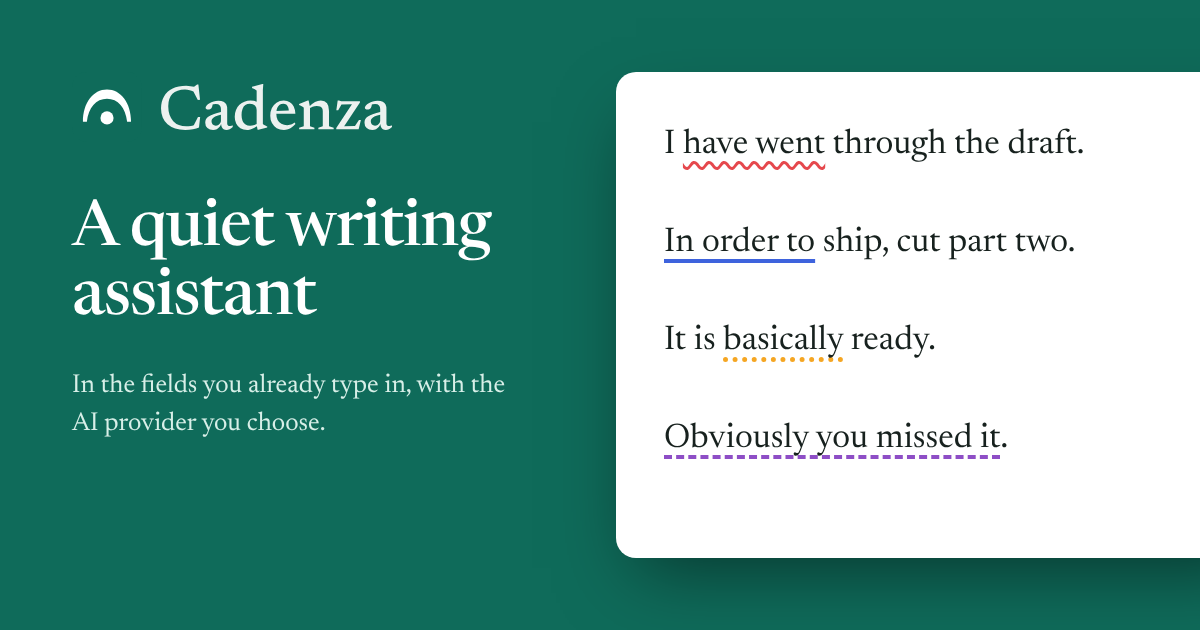 Cadenza
A quiet writing
assistant
In the fields you already type in, with the
AI provider you choose.
I have went through the draft.
In order to ship, cut part two.
It is basically ready.
Obviously you missed it.